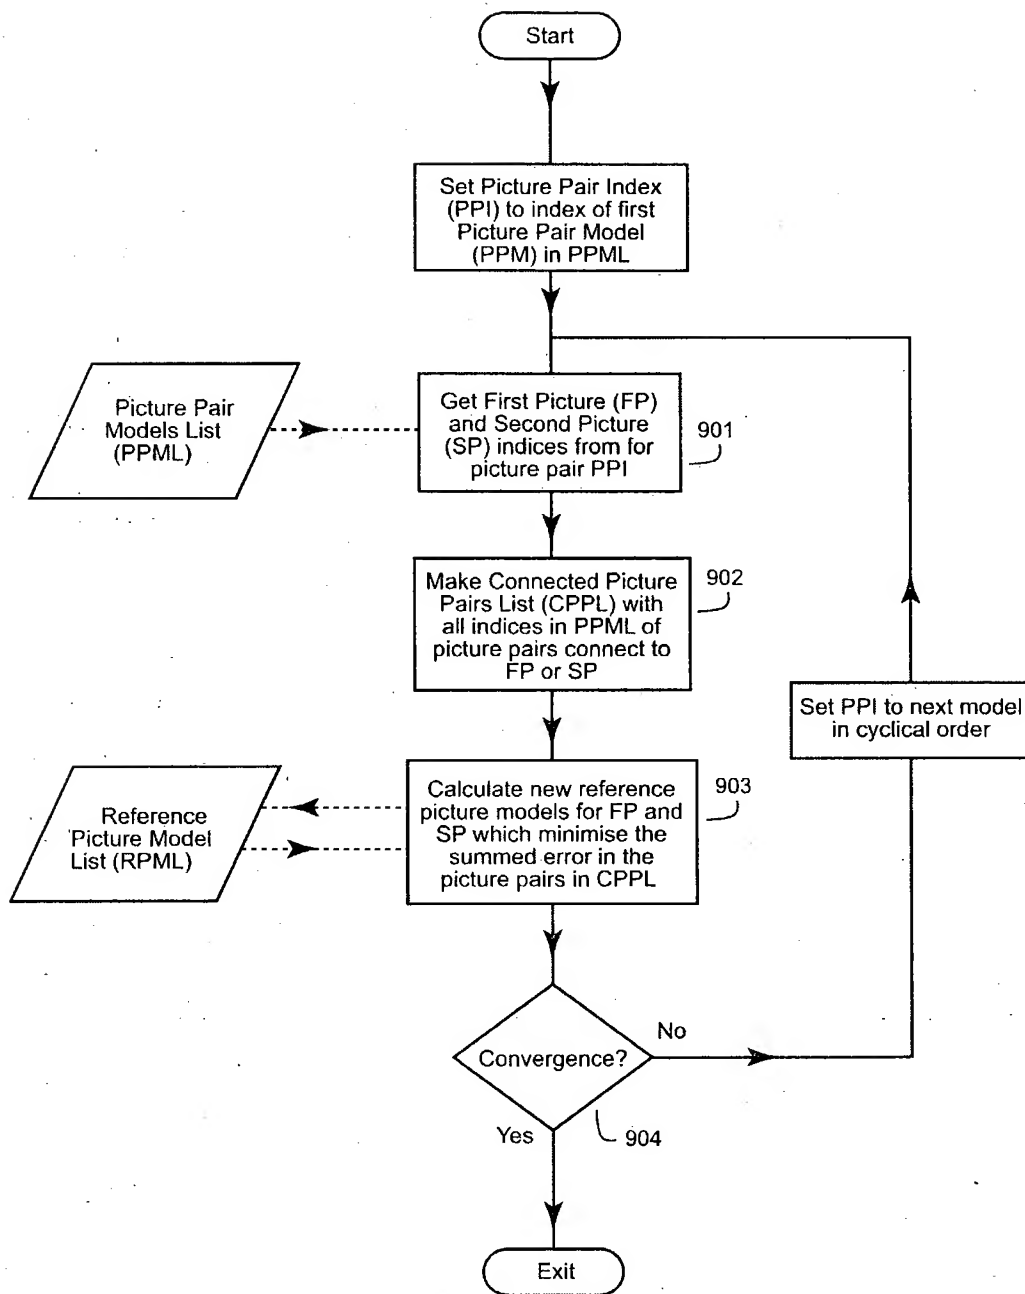 Start
Set Picture Pair Index
(PPI) to index of first
Picture Pair Model
(PPM) in PPML
Picture Pair
Models List
(PPML)
Get First Picture (FP)
and Second Picture
(SP) indices from for
picture pair PPI
901
Make Connected Picture
Pairs List (CPPL) with
all indices in PPML of
picture pairs connect to
FP or SP
902
Set PPI to next model
in cyclical order
Reference
Picture Model
List (RPML)
Calculate new reference
picture models for FP and
SP which minimise the
summed error in the
picture pairs in CPPL
903
Convergence?
No
Yes
904
Exit